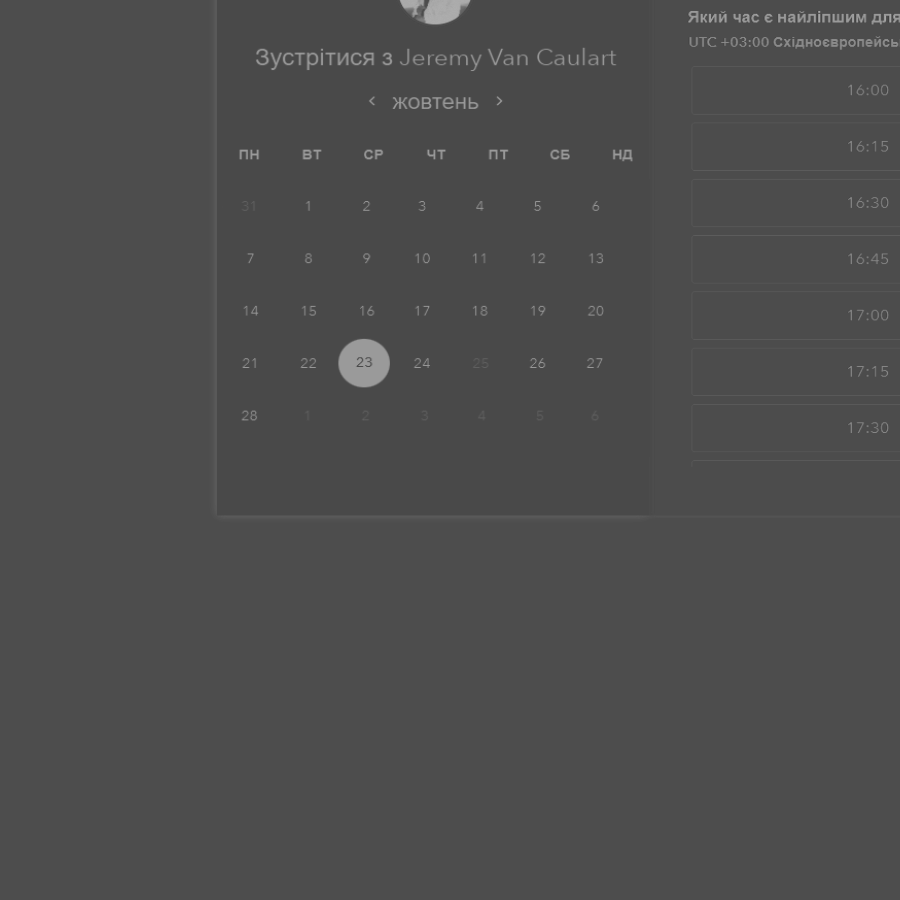 Зустрітися з Jeremy Van Caulart
жовтень
ПН ВТ СР ЧТ ПТ СБ НД
31 1 2 3 4 5 6
7 8 9 10 11 12 13
14 15 16 17 18 19 20
21 22 23 24 25 26 27
28 1 2 3 4 5 6
Який час є найліпшим для
UTC +03:00 Східноєвропейсь
16:00
16:15
16:30
16:45
17:00
17:15
17:30